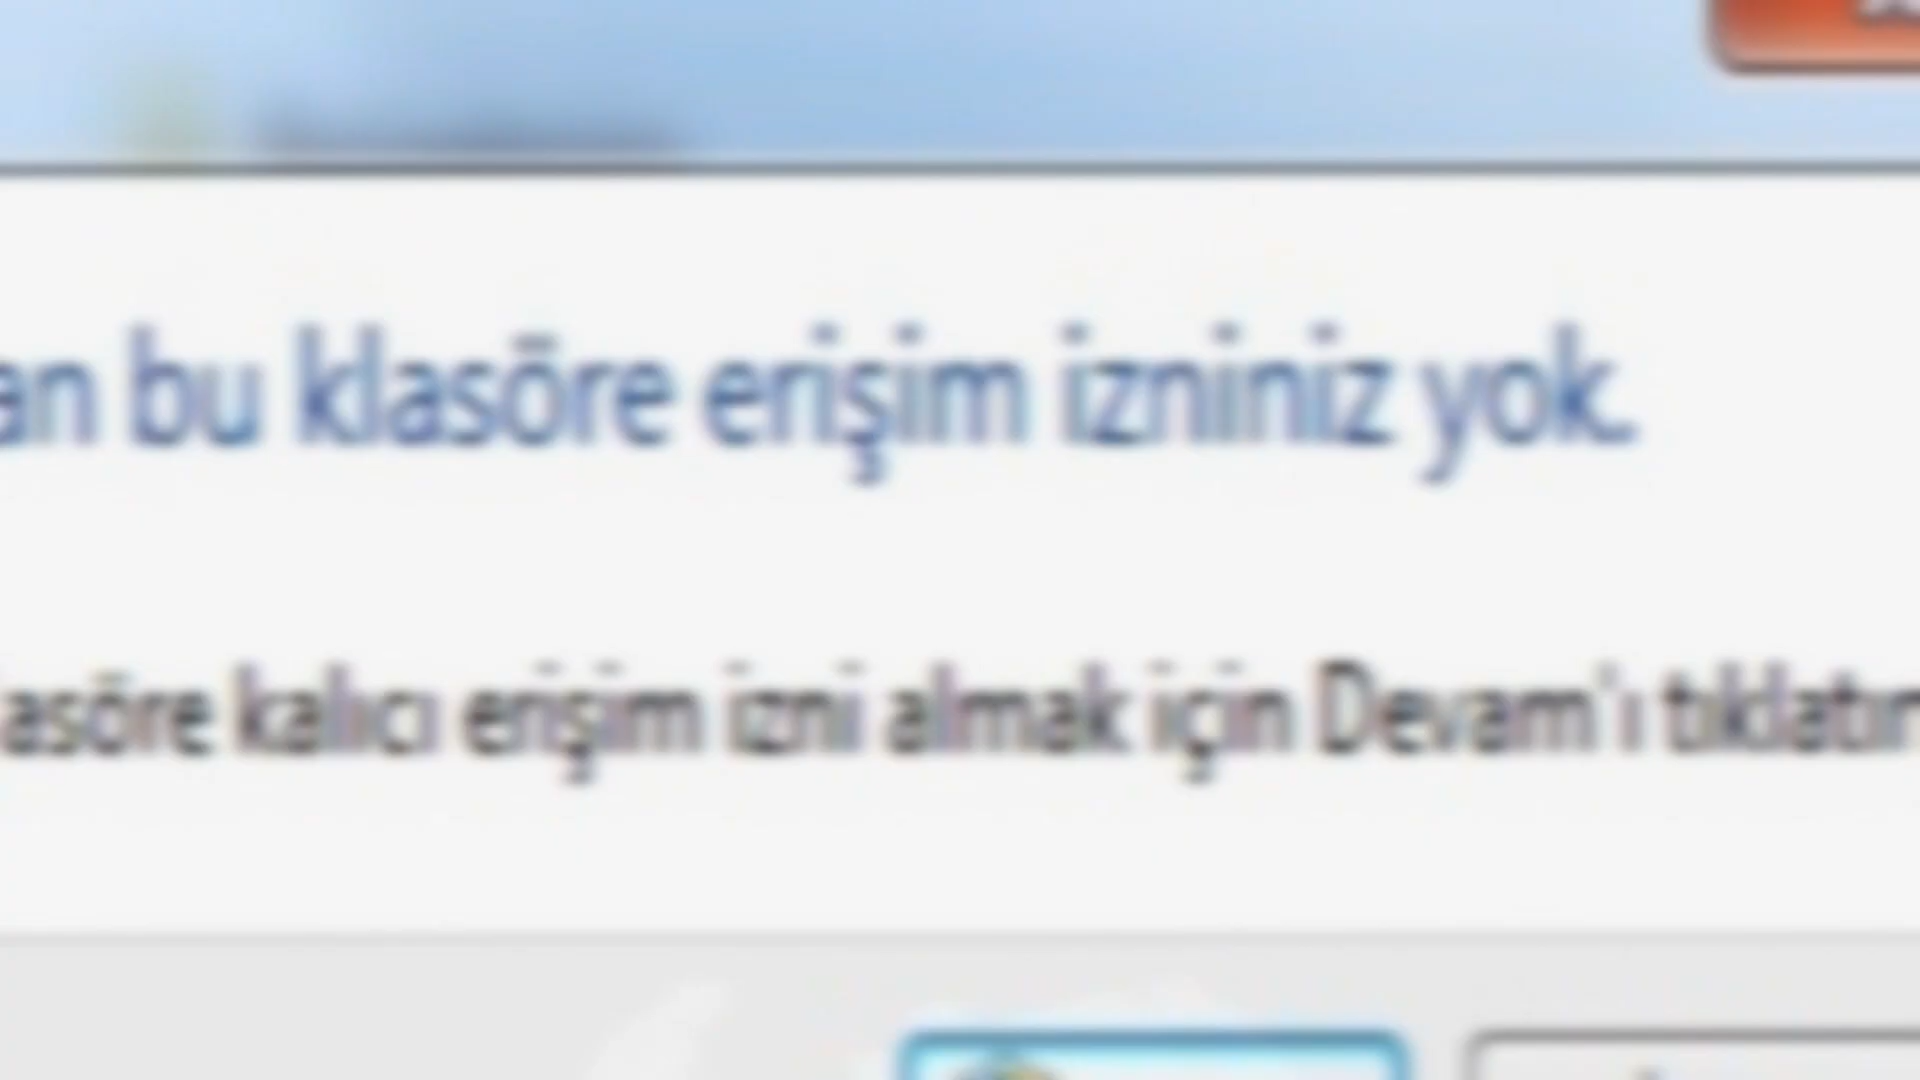 an bu klasöre erişim izniniz yok.
asöre kalıcı erişim izni almak için Devam'ı tıklatın